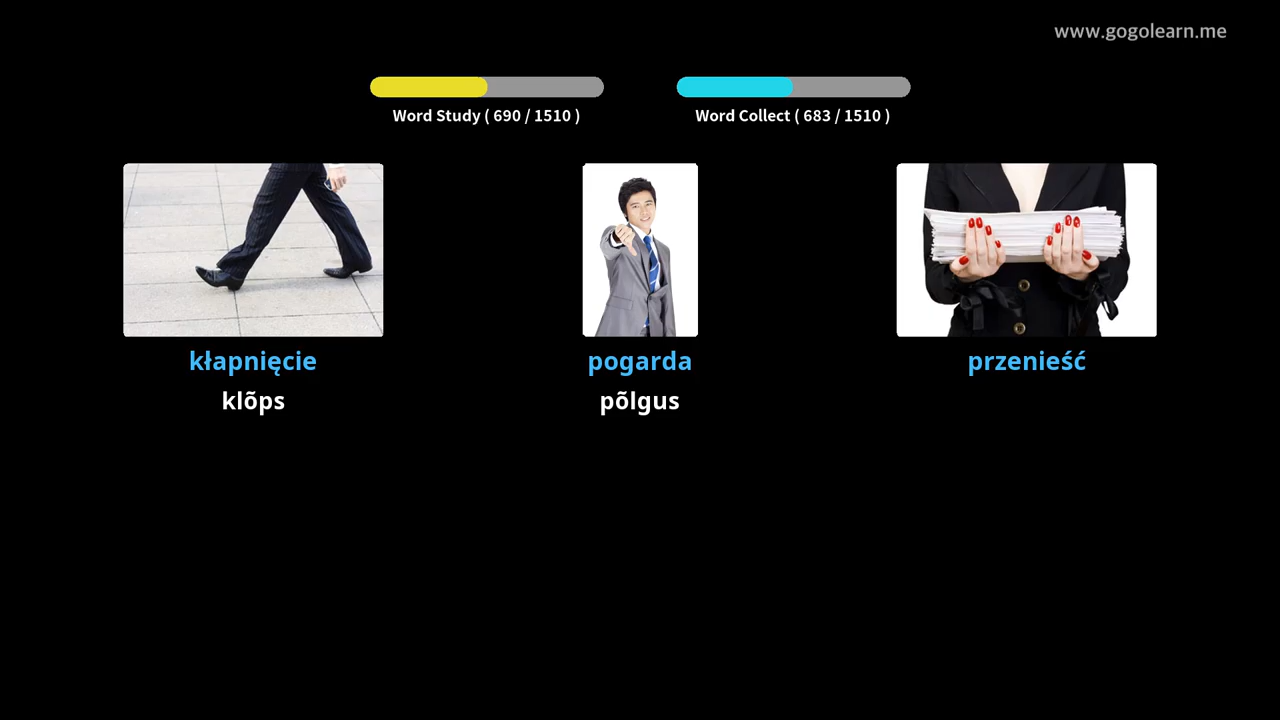 www.gogolearn.me
Word Study ( 690 / 1510 )
Word Collect ( 683 / 1510 )
kłapnięcie
pogarda
przenieść
klõps
põlgus